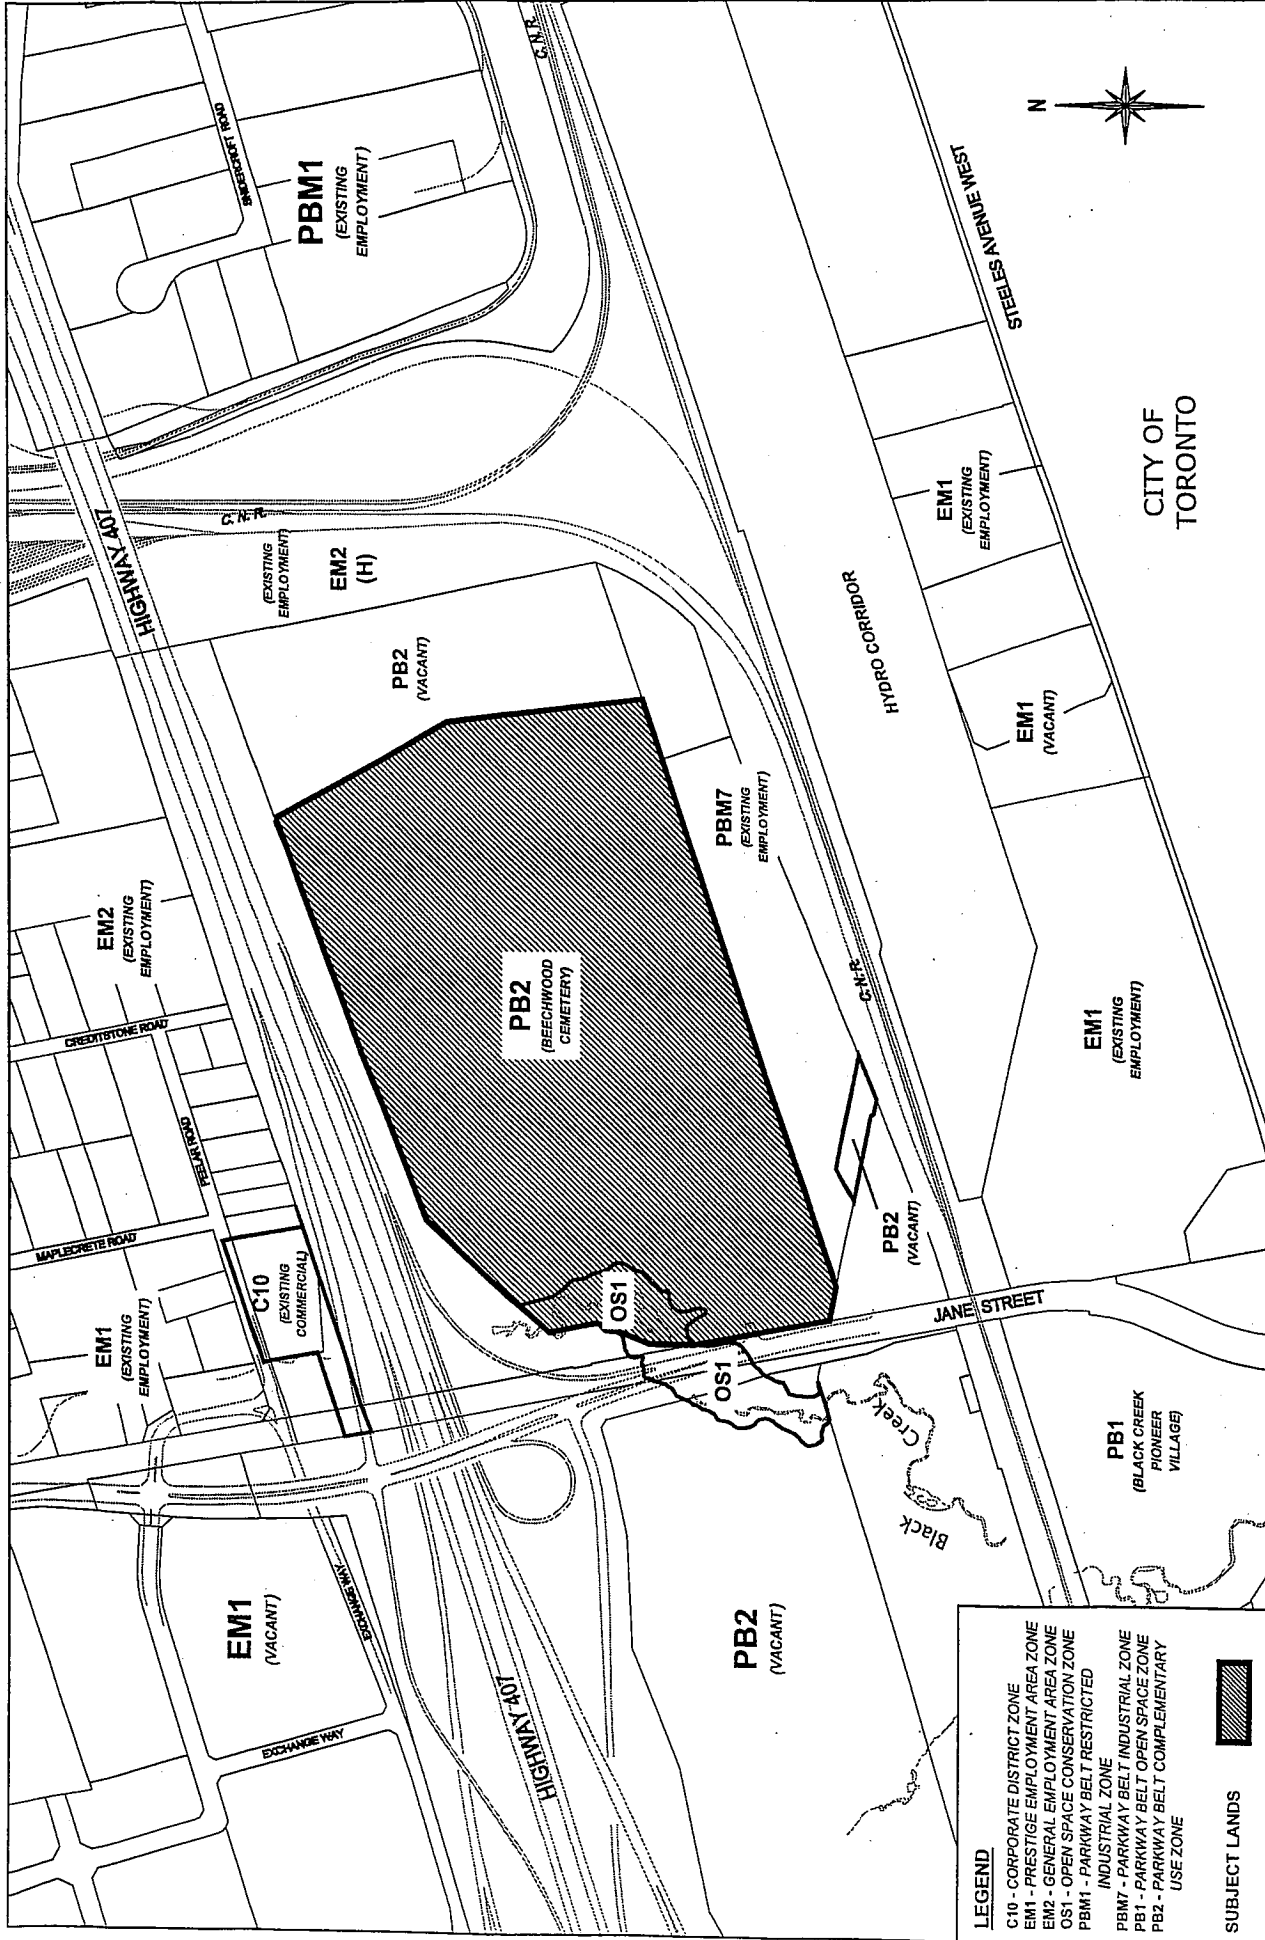 EXCHANGE WAY
EM1
(VACANT)
EXCHANGE WAY
HIGHWAY 407
PB2
(VACANT)
EM1
(EXISTING
EMPLOYMENT)
MAPLECRETE ROAD
C10
(EXISTING
COMMERCIAL)
PEELAR ROAD
CREDITSTONE ROAD
EM2
(EXISTING
EMPLOYMENT)
HIGHWAY 407
C. N. R.
(EXISTING
EMPLOYMENT)
EM2
(H)
PB2
(VACANT)
SNIDERCROFT ROAD
PBM1
(EXISTING
EMPLOYMENT)
C. N. R.
PB2
(BEECHWOOD
CEMETERY)
OS1
OS1
PBM7
(EXISTING
EMPLOYMENT)
C. N. R.
PB2
(VACANT)
JANE STREET
Black
Creek
HYDRO CORRIDOR
PB1
(BLACK CREEK
PIONEER
VILLAGE)
EM1
(EXISTING
EMPLOYMENT)
EM1
(VACANT)
EM1
(EXISTING
EMPLOYMENT)
STEELES AVENUE WEST
CITY OF
TORONTO
N
LEGEND
C10 - CORPORATE DISTRICT ZONE
EM1 - PRESTIGE EMPLOYMENT AREA ZONE
EM2 - GENERAL EMPLOYMENT AREA ZONE
OS1 - OPEN SPACE CONSERVATION ZONE
PBM1 - PARKWAY BELT RESTRICTED
INDUSTRIAL ZONE
PBM7 - PARKWAY BELT INDUSTRIAL ZONE
PB1 - PARKWAY BELT OPEN SPACE ZONE
PB2 - PARKWAY BELT COMPLEMENTARY
USE ZONE
SUBJECT LANDS